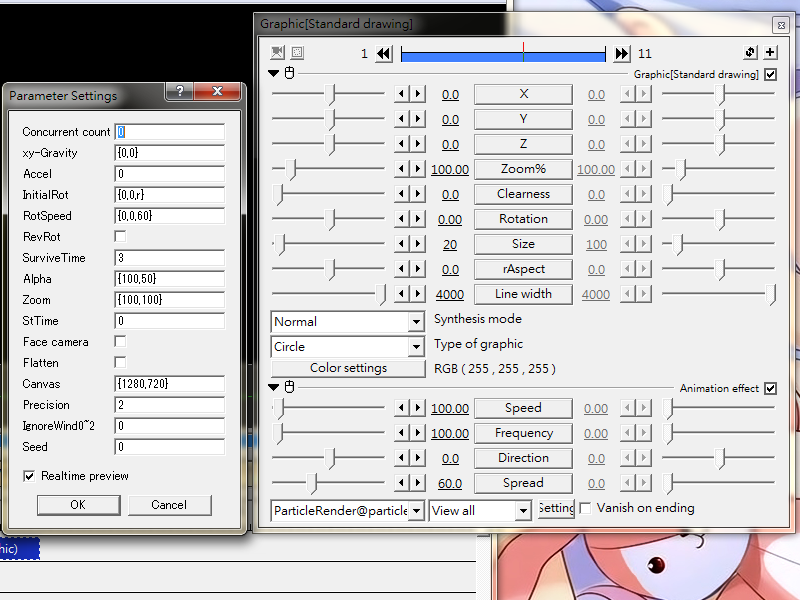 Graphic[Standard drawing]
1 11
Graphic[Standard drawing]
0.0 X 0.0
0.0 Y 0.0
0.0 Z 0.0
100.00 Zoom% 100.00
0.0 Clearness 0.0
0.00 Rotation 0.00
20 Size 100
0.0 rAspect 0.0
4000 Line width 4000
Normal Synthesis mode
Circle Type of graphic
Color settings RGB ( 255 , 255 , 255 )
Animation effect
100.00 Speed 0.00
100.00 Frequency 0.00
0.0 Direction 0.0
60.0 Spread 0.0
ParticleRender@particle View all Setting Vanish on ending
Parameter Settings
Concurrent count 0
xy-Gravity {0,0}
Accel 0
InitialRot {0,0,r}
RotSpeed {0,0,60}
RevRot
SurviveTime 3
Alpha {100,50}
Zoom {100,100}
StTime 0
Face camera
Flatten
Canvas {1280,720}
Precision 2
IgnoreWind0~2 0
Seed 0
Realtime preview
OK Cancel
hic)